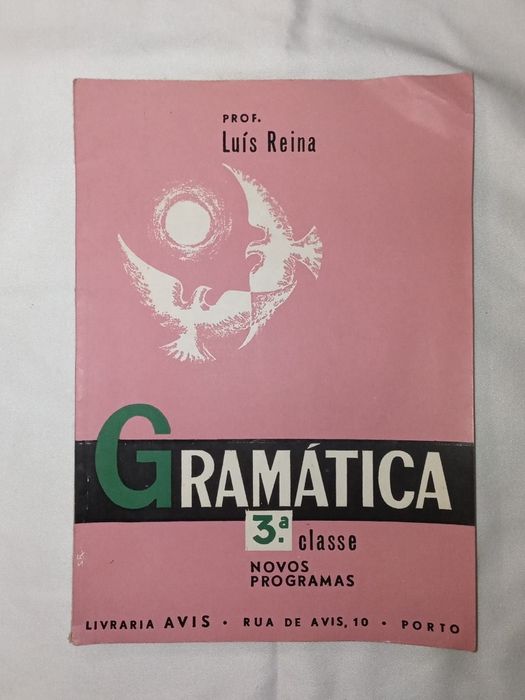 PROF.
Luís Reina
GRAMÁTICA
3.ª classe
NOVOS
PROGRAMAS
LIVRARIA AVIS • RUA DE AVIS, 10 • PORTO